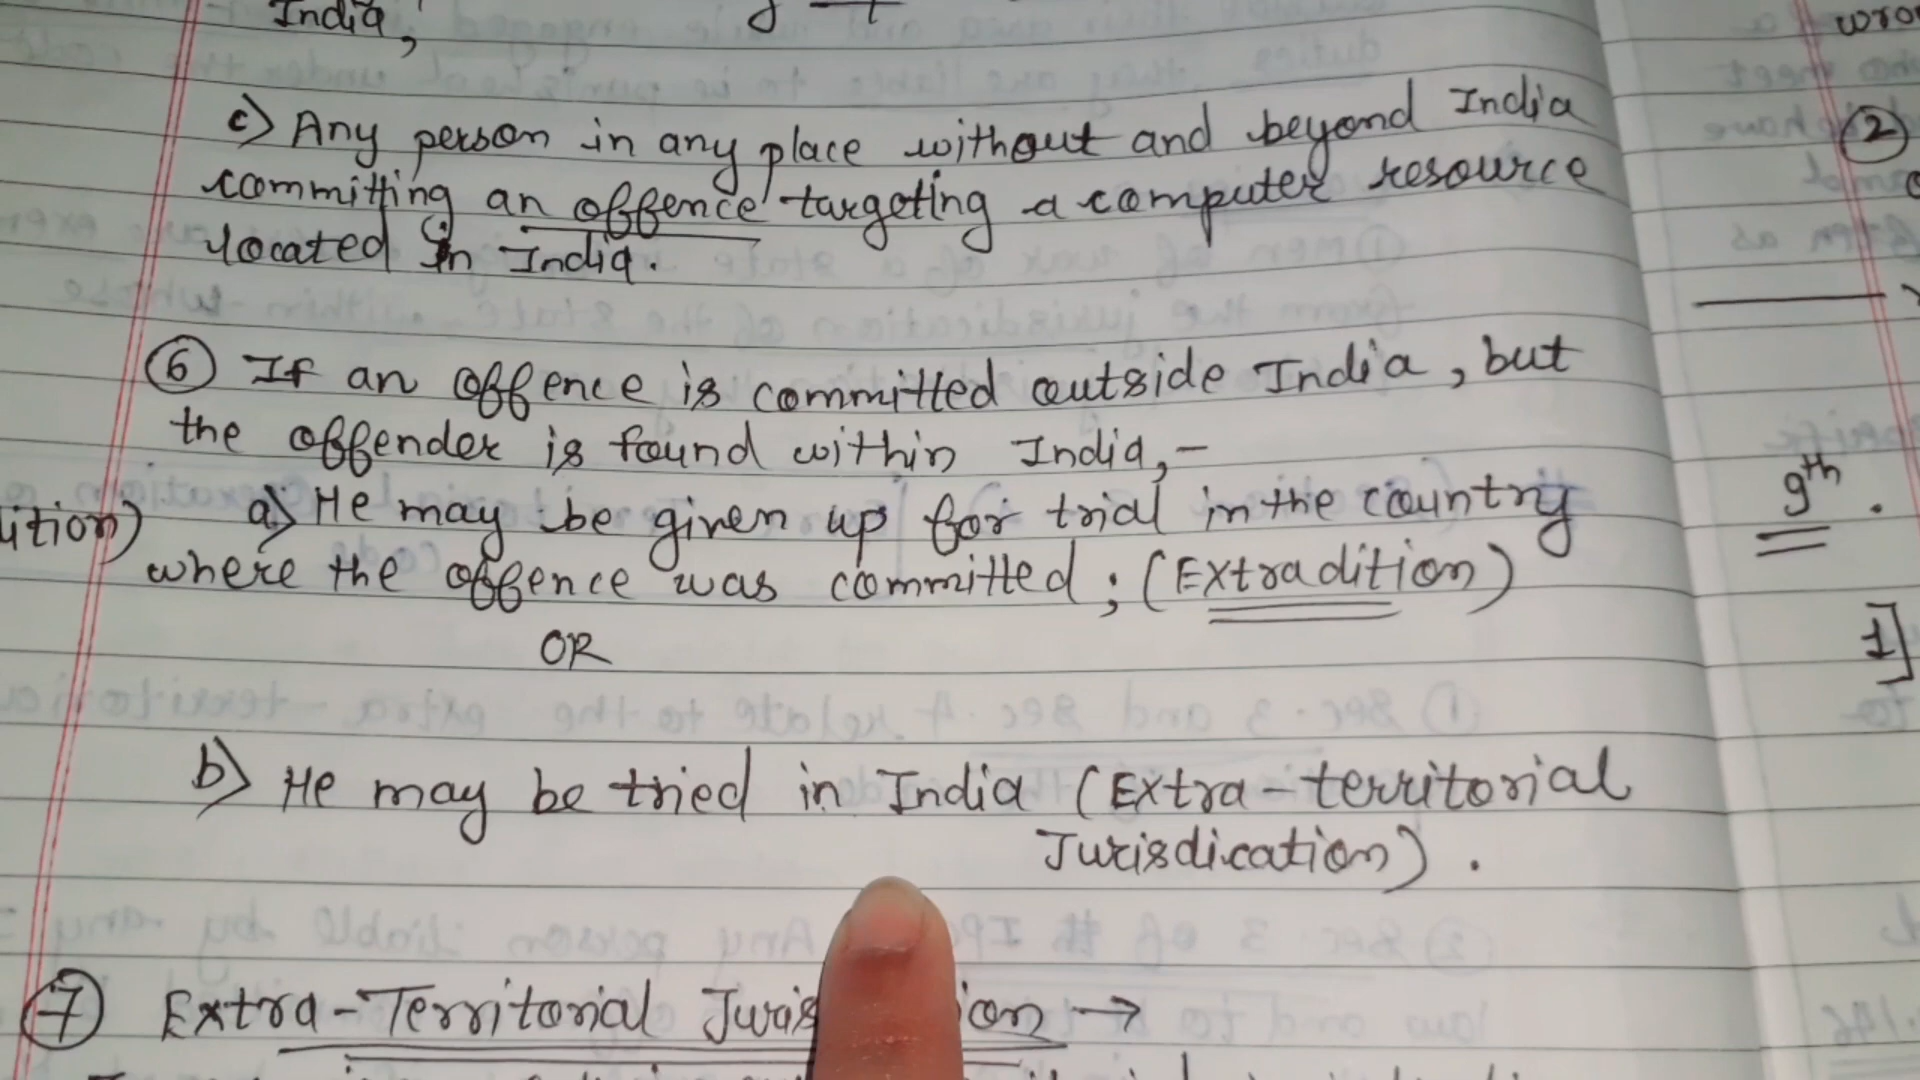 India,
c) Any person in any place without and beyond India
committing an offence targeting a computer resource
located in India.
6 If an offence is committed outside India, but
the offender is found within India,-
a) He may be given up for trial in the country
where the offence was committed; (Extradition)
OR
b) He may be tried in India (Extra-territorial
Jurisdication).
7 Extra-Territorial →
2
9th.
1]